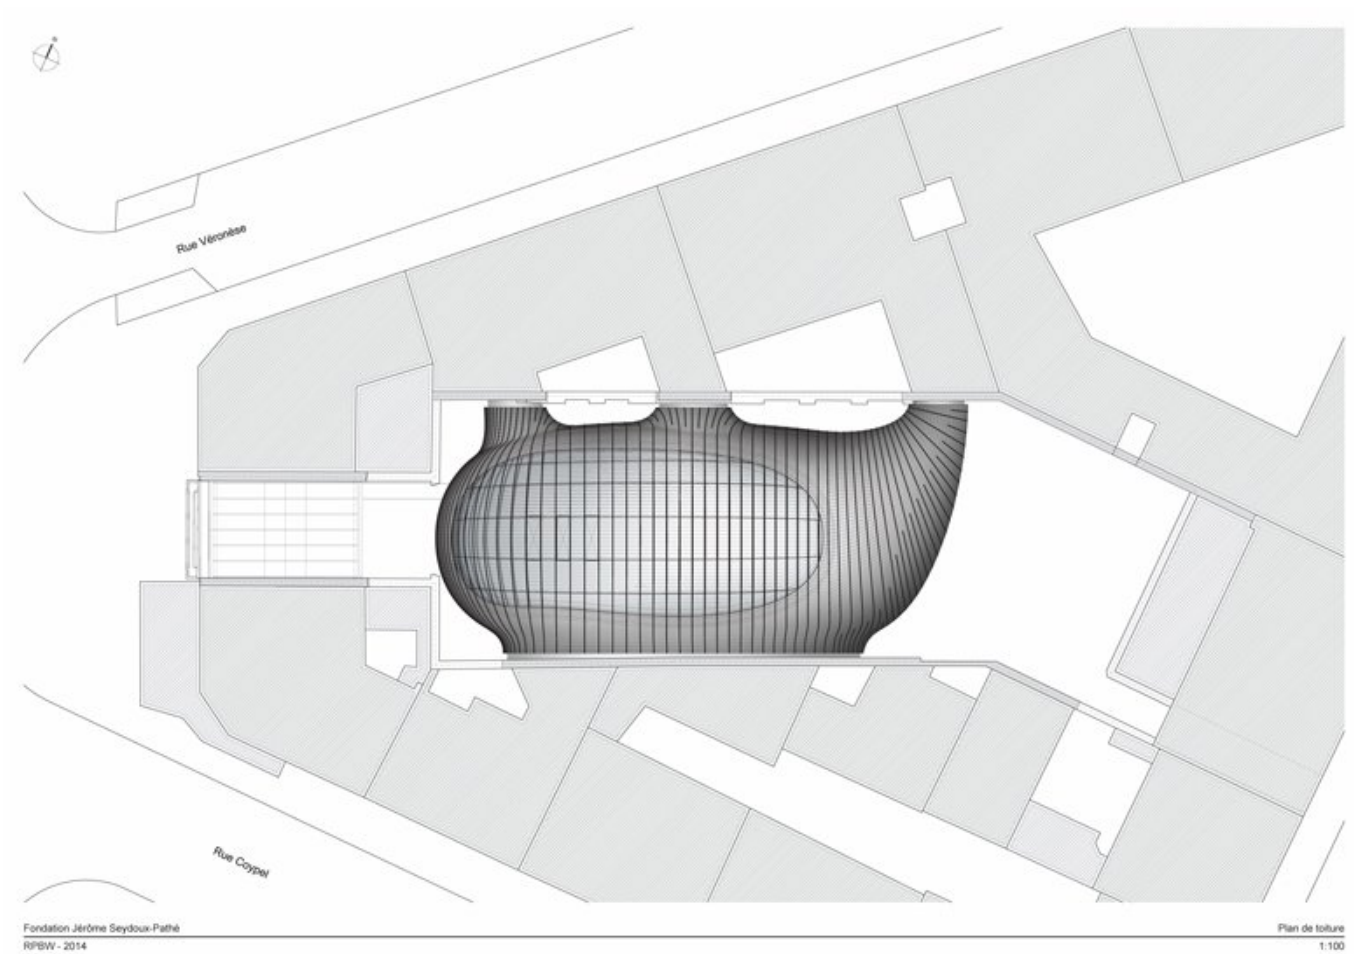 Rue Véronèse
Rue Coypel
Fondation Jérôme Seydoux-Pathé
Plan de toiture
RPBW - 2014
1:100